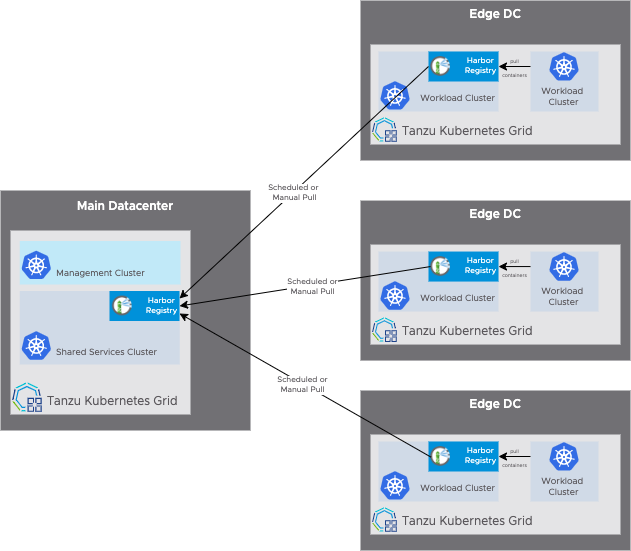 Edge DC
Harbor
Registry
pull
containers
Workload Cluster
Workload
Cluster
Tanzu Kubernetes Grid
Scheduled or
Manual Pull
Main Datacenter
Management Cluster
Harbor
Registry
Shared Services Cluster
Tanzu Kubernetes Grid
Edge DC
Harbor
Registry
pull
containers
Workload Cluster
Workload
Cluster
Tanzu Kubernetes Grid
Scheduled or
Manual Pull
Scheduled or
Manual Pull
Edge DC
Harbor
Registry
pull
containers
Workload Cluster
Workload
Cluster
Tanzu Kubernetes Grid